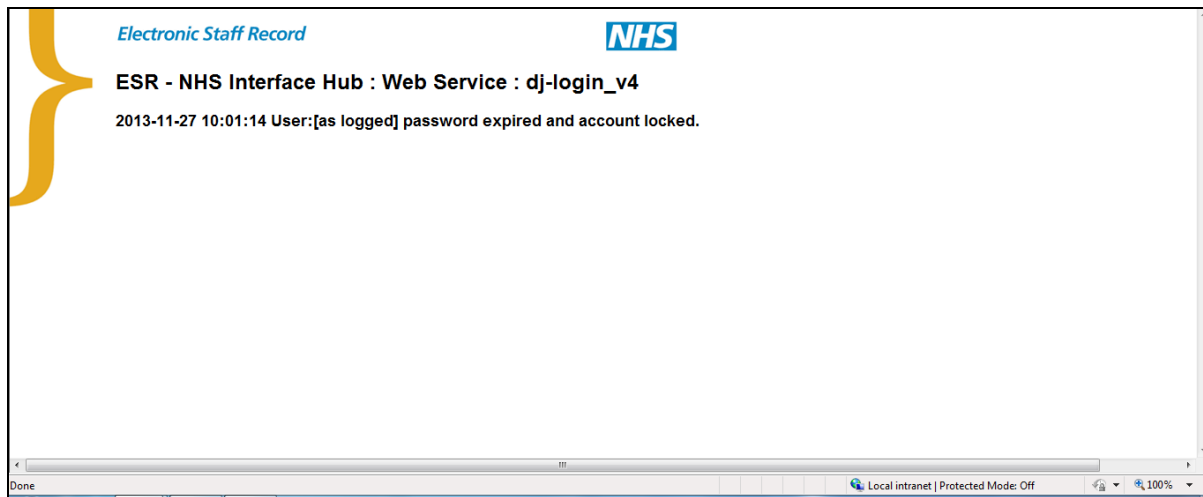 Electronic Staff Record
NHS
ESR - NHS Interface Hub : Web Service : dj-login_v4
2013-11-27 10:01:14 User:[as logged] password expired and account locked.
Done
Local intranet | Protected Mode: Off
100%